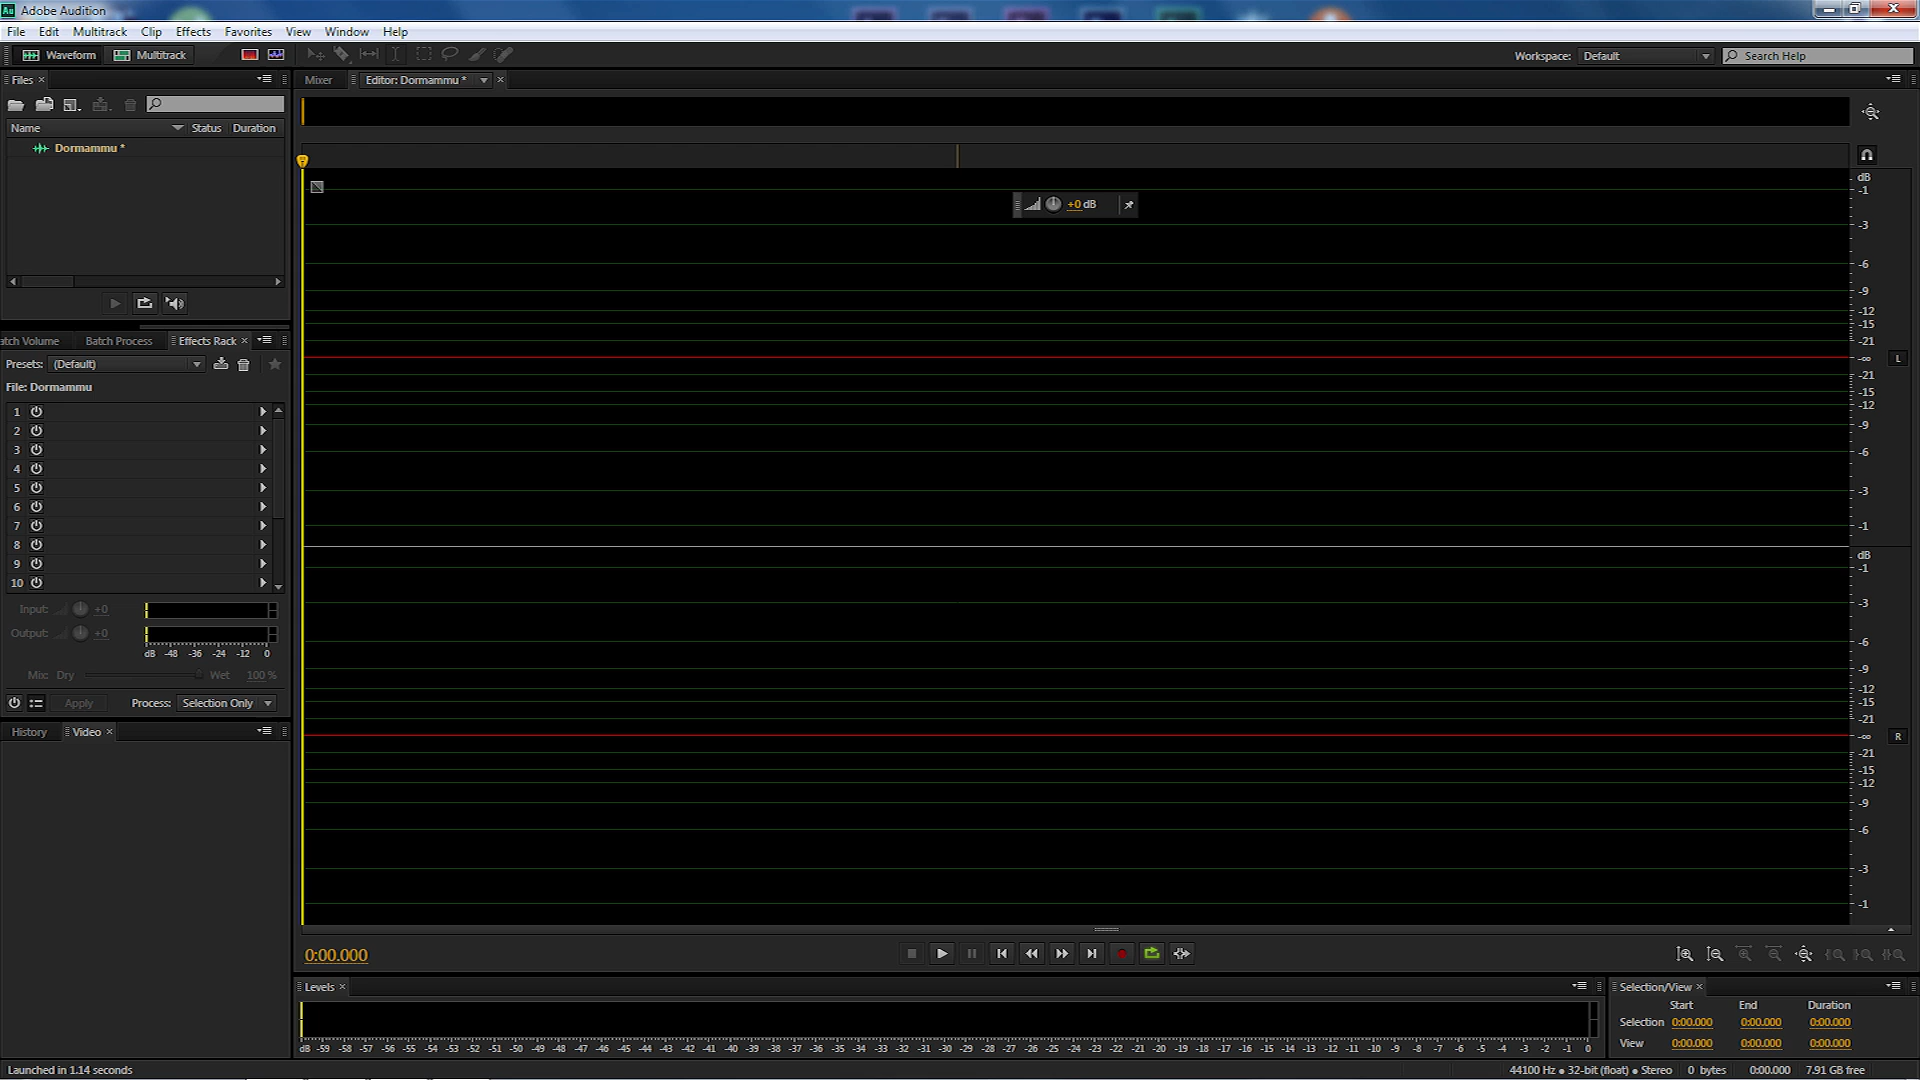 Au Adobe Audition
File Edit Multitrack Clip Effects Favorites View Window Help
Waveform Multitrack Workspace: Default Search Help
Files
Name Status Duration
Dormammu *
Mixer Editor: Dormammu *
+0 dB
dB
-1
-3
-6
-9
-12
-15
-21
-∞ L
-21
-15
-12
-9
-6
-3
-1
dB
-1
-3
-6
-9
-12
-15
-21
-∞ R
-21
-15
-12
-9
-6
-3
-1
atch Volume Batch Process Effects Rack
Presets: (Default)
File: Dormammu
1
2
3
4
5
6
7
8
9
10
Input: +0
Output: +0
dB -48 -36 -24 -12 0
Mix: Dry Wet 100 %
Apply Process: Selection Only
History Video
0:00.000
Levels
dB -59 -58 -57 -56 -55 -54 -53 -52 -51 -50 -49 -48 -47 -46 -45 -44 -43 -42 -41 -40 -39 -38 -37 -36 -35 -34 -33 -32 -31 -30 -29 -28 -27 -26 -25 -24 -23 -22 -21 -20 -19 -18 -17 -16 -15 -14 -13 -12 -11 -10 -9 -8 -7 -6 -5 -4 -3 -2 -1 0
Selection/View
Start End Duration
Selection 0:00.000 0:00.000 0:00.000
View 0:00.000 0:00.000 0:00.000
Launched in 1.14 seconds
44100 Hz ● 32-bit (float) ● Stereo 0 bytes 0:00.000 7.91 GB free